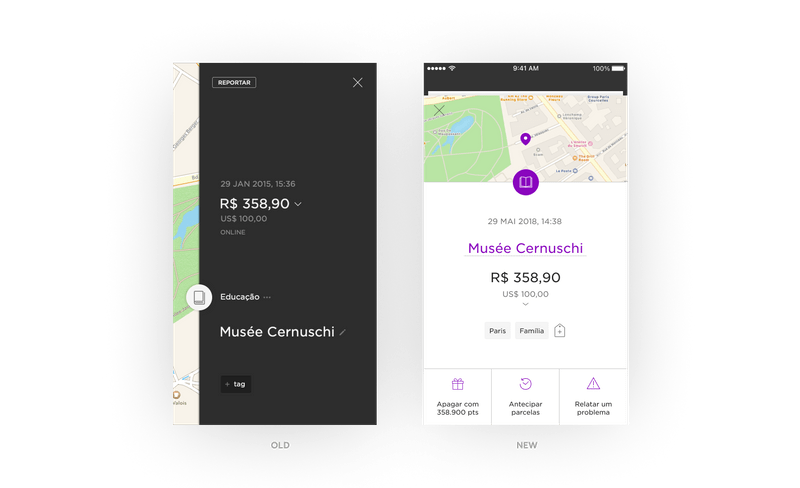 REPORTAR
29 JAN 2015, 15:36
R$ 358,90
US$ 100,00
ONLINE
Educação
Musée Cernuschi
+ tag
OLD
9:41 AM
100%
29 MAI 2018, 14:38
Musée Cernuschi
R$ 358,90
US$ 100,00
Paris
Família
Apagar com
358.900 pts
Antecipar
parcelas
Relatar um
problema
NEW